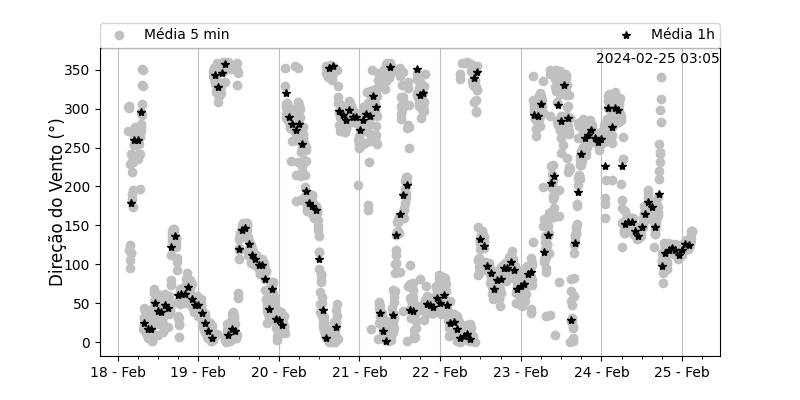 Média 5 min
Média 1h
2024-02-25 03:05
Direção do Vento (°)
350
300
250
200
150
100
50
0
18 - Feb
19 - Feb
20 - Feb
21 - Feb
22 - Feb
23 - Feb
24 - Feb
25 - Feb